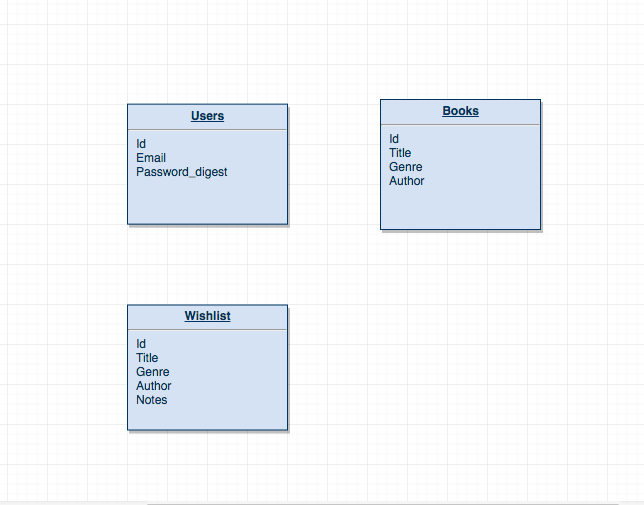 Users
Id
Email
Password_digest
Books
Id
Title
Genre
Author
Wishlist
Id
Title
Genre
Author
Notes